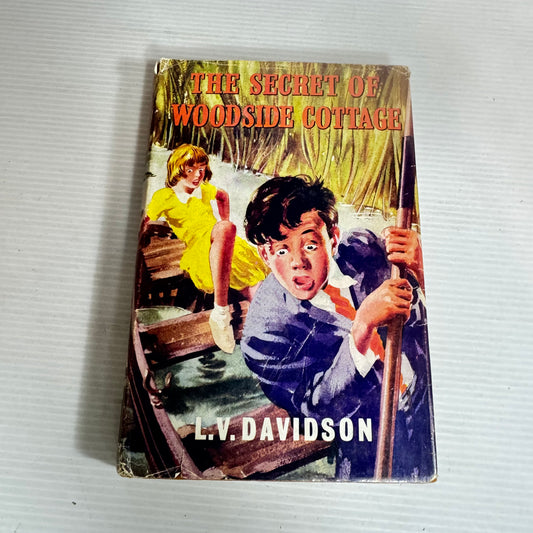 THE SECRET OF
WOODSIDE COTTAGE
L.V. DAVIDSON